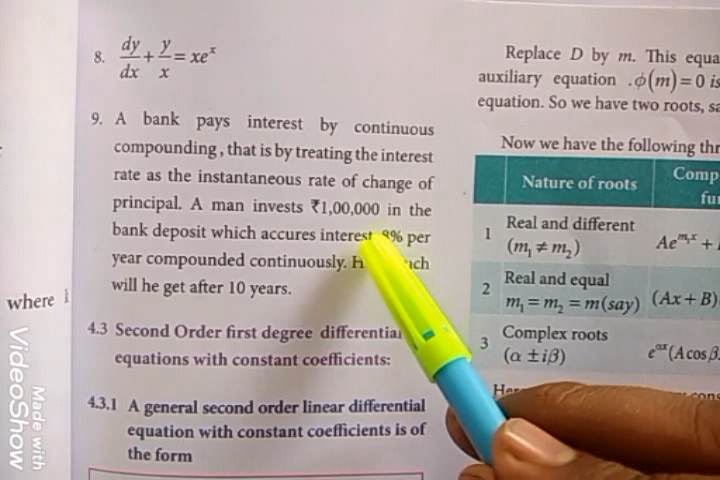 8. dy/dx + y/x = xeˣ
9. A bank pays interest by continuous
compounding, that is by treating the interest
rate as the instantaneous rate of change of
principal. A man invests ₹1,00,000 in the
bank deposit which accures interest 8% per
year compounded continuously.
will he get after 10 years.
4.3 Second Order first degree differential
equations with constant coefficients:
4.3.1 A general second order linear differential
equation with constant coefficients is of
the form
where
Replace D by m. This equa
auxiliary equation .ϕ(m)=0 is
equation. So we have two roots, sa
Now we have the following thr
Nature of roots Comp
fu
1 Real and different
(m₁ ≠ m₂) Ae^{m₁x} +
2 Real and equal
m₁ = m₂ = m(say) (Ax + B)
3 Complex roots
(α ± iβ) e^{αx}(A cos β
Made with
VideoShow